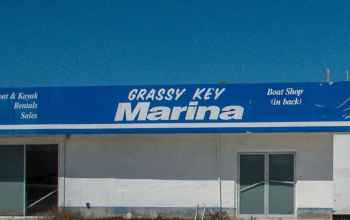 oat & Kayak
Rentals
Sales
GRASSY KEY
Marina
Boat Shop
(in back)